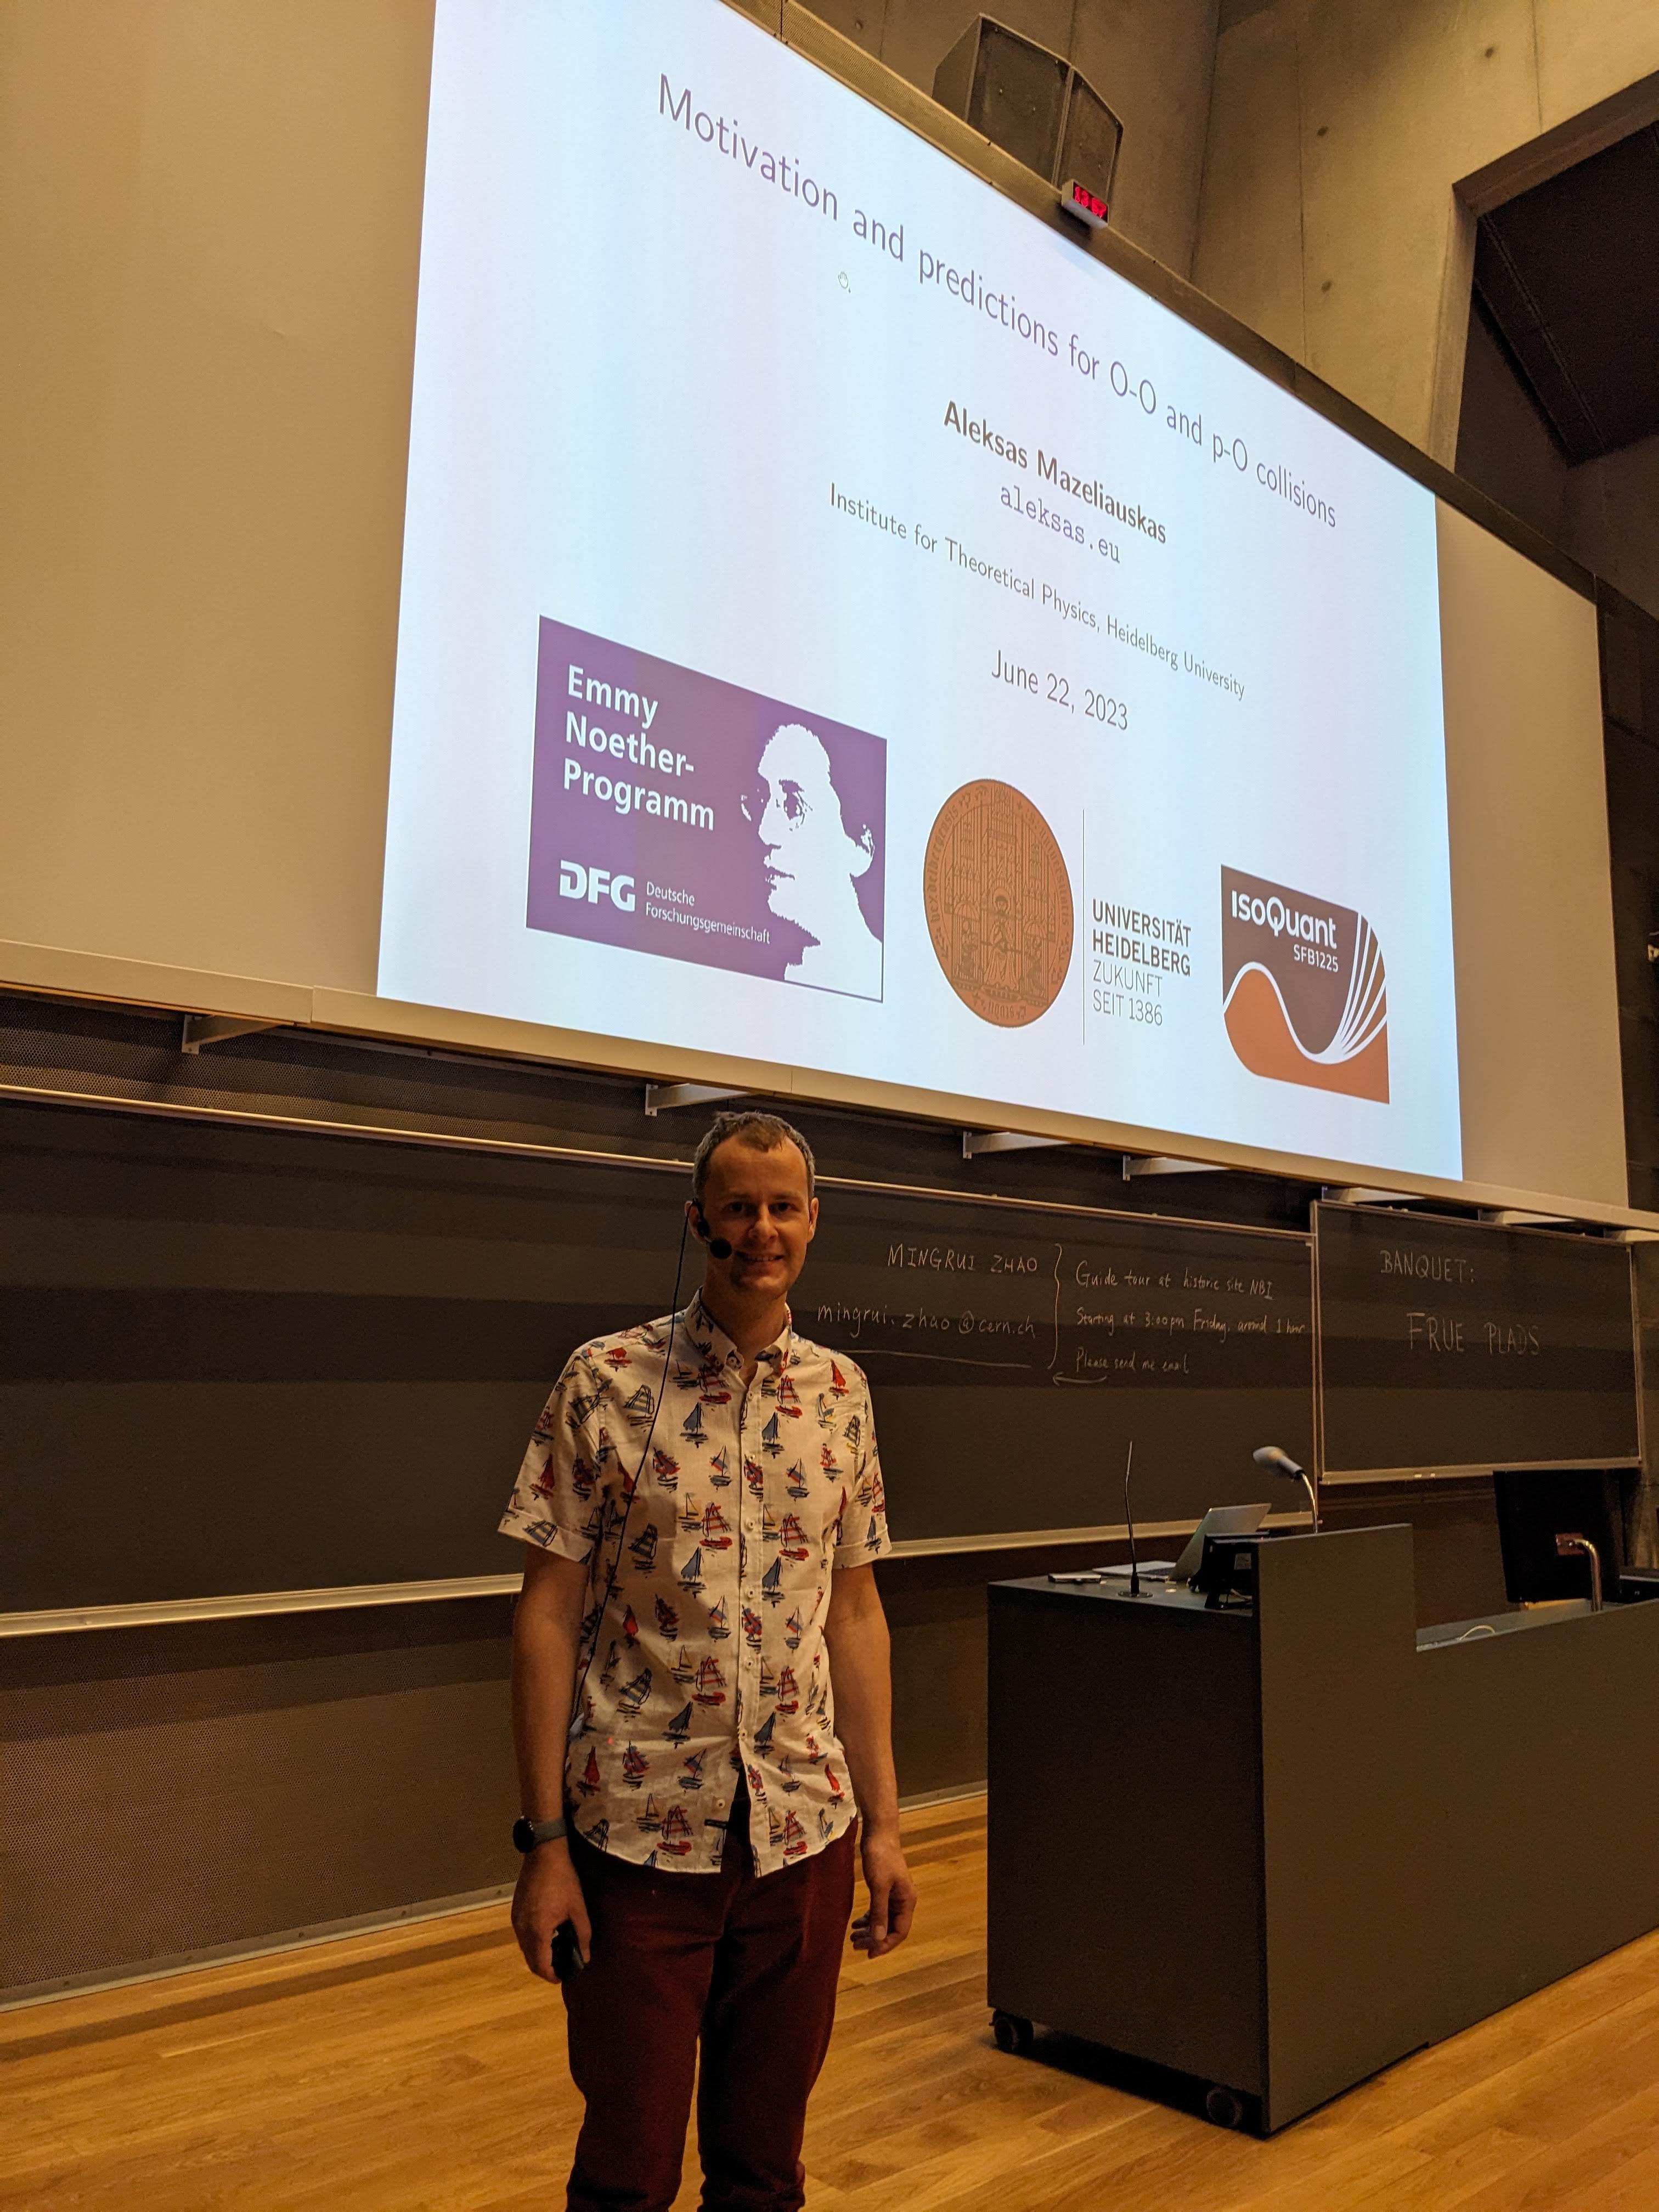 13:57
Motivation and predictions for O-O and p-O collisions
Aleksas Mazeliauskas
aleksas.eu
Institute for Theoretical Physics, Heidelberg University
June 22, 2023
Emmy
Noether-
Programm
DFG
Deutsche
Forschungsgemeinschaft
UNIVERSITÄT
HEIDELBERG
ZUKUNFT
SEIT 1386
IsoQuant
SFB1225
MINGRUI ZHAO
mingrui.zhao@cern.ch
Guide tour at historic site NBI
Starting at 3:00pm Friday, around 1 hour
Please send me email
BANQUET:
FRUE PLADS